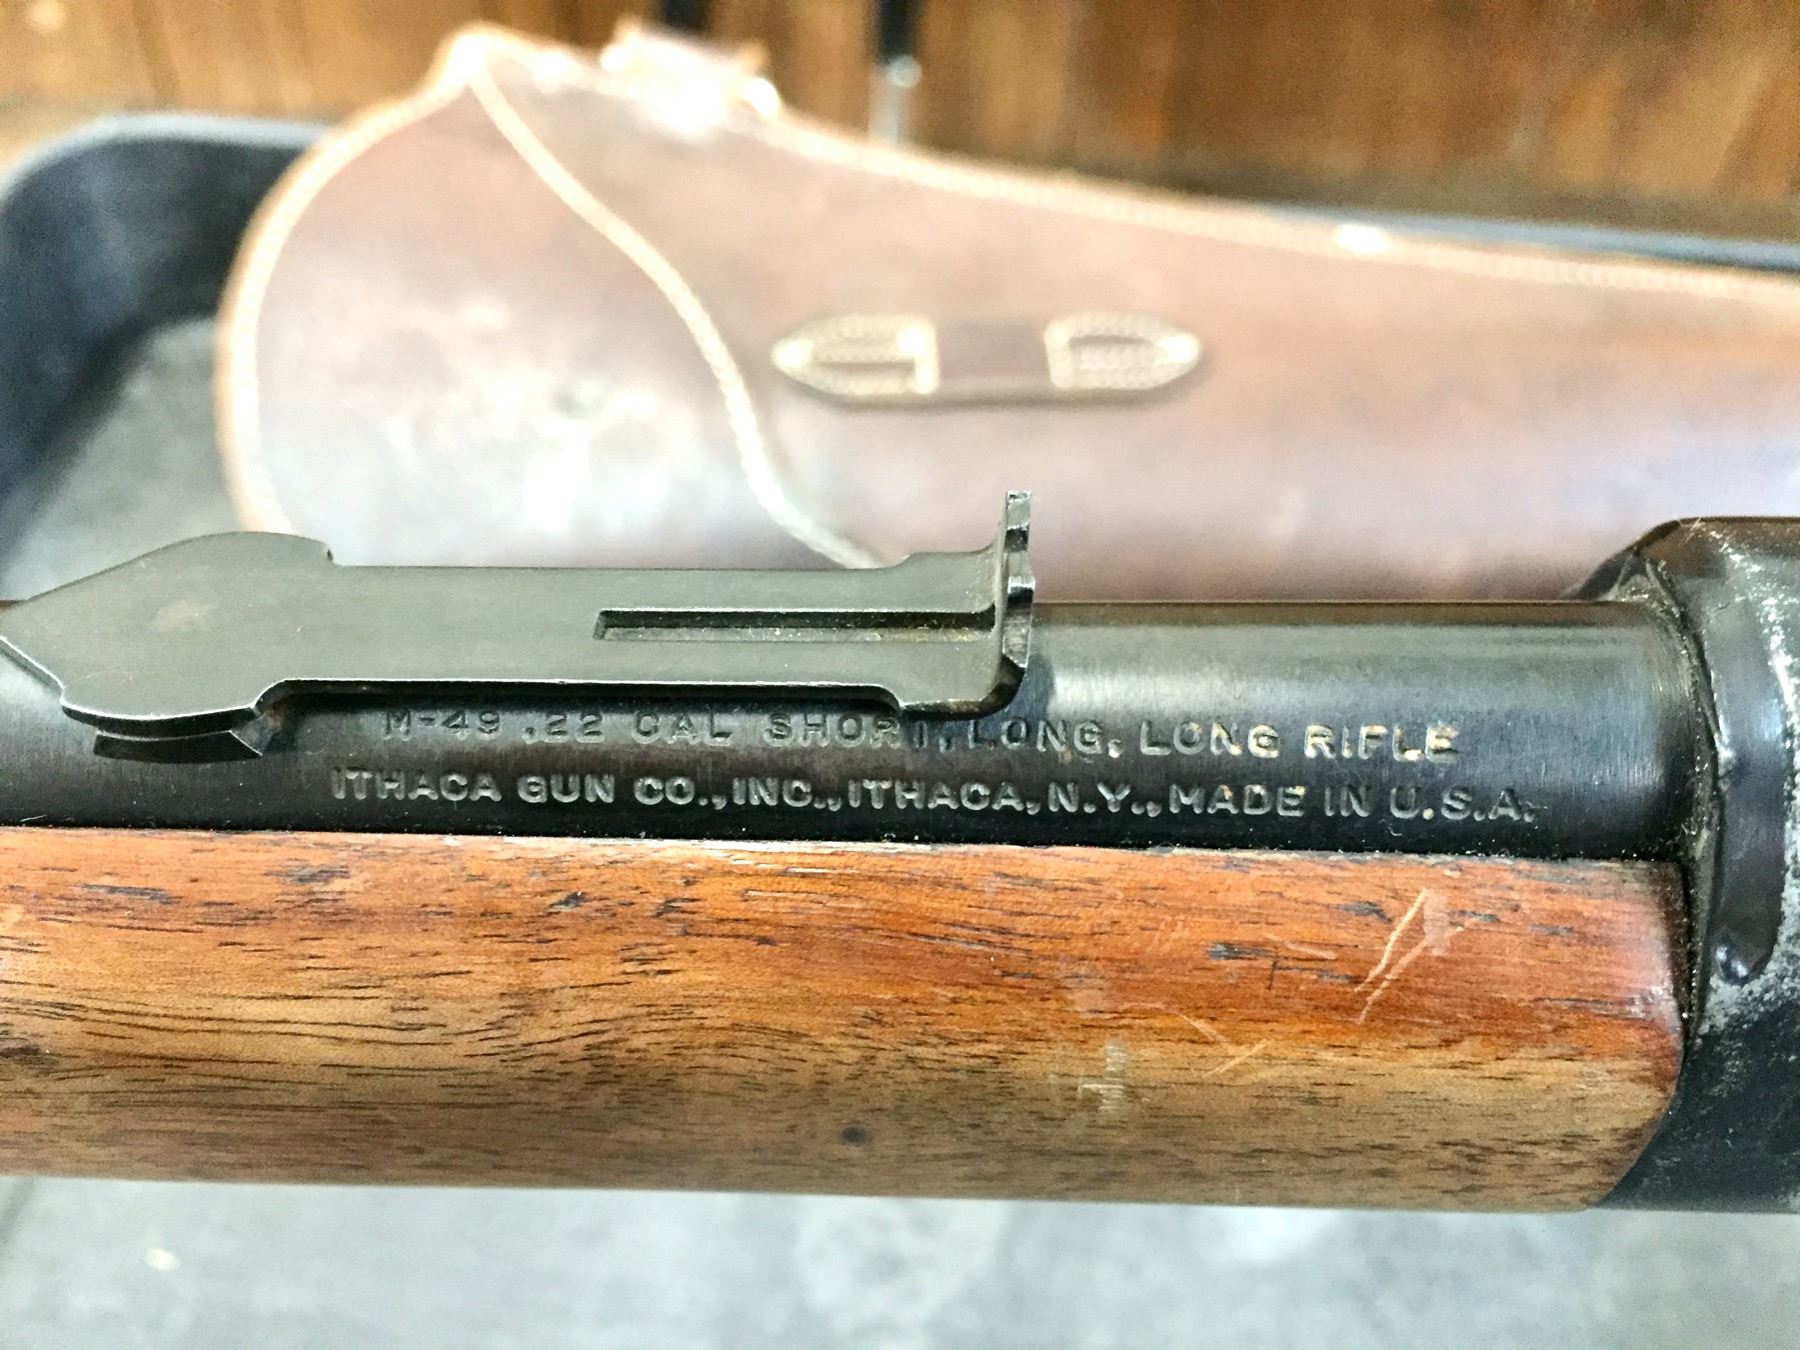 M-49 .22 CAL SHORT, LONG, LONG RIFLE
ITHACA GUN CO., INC., ITHACA, N.Y., MADE IN U.S.A.